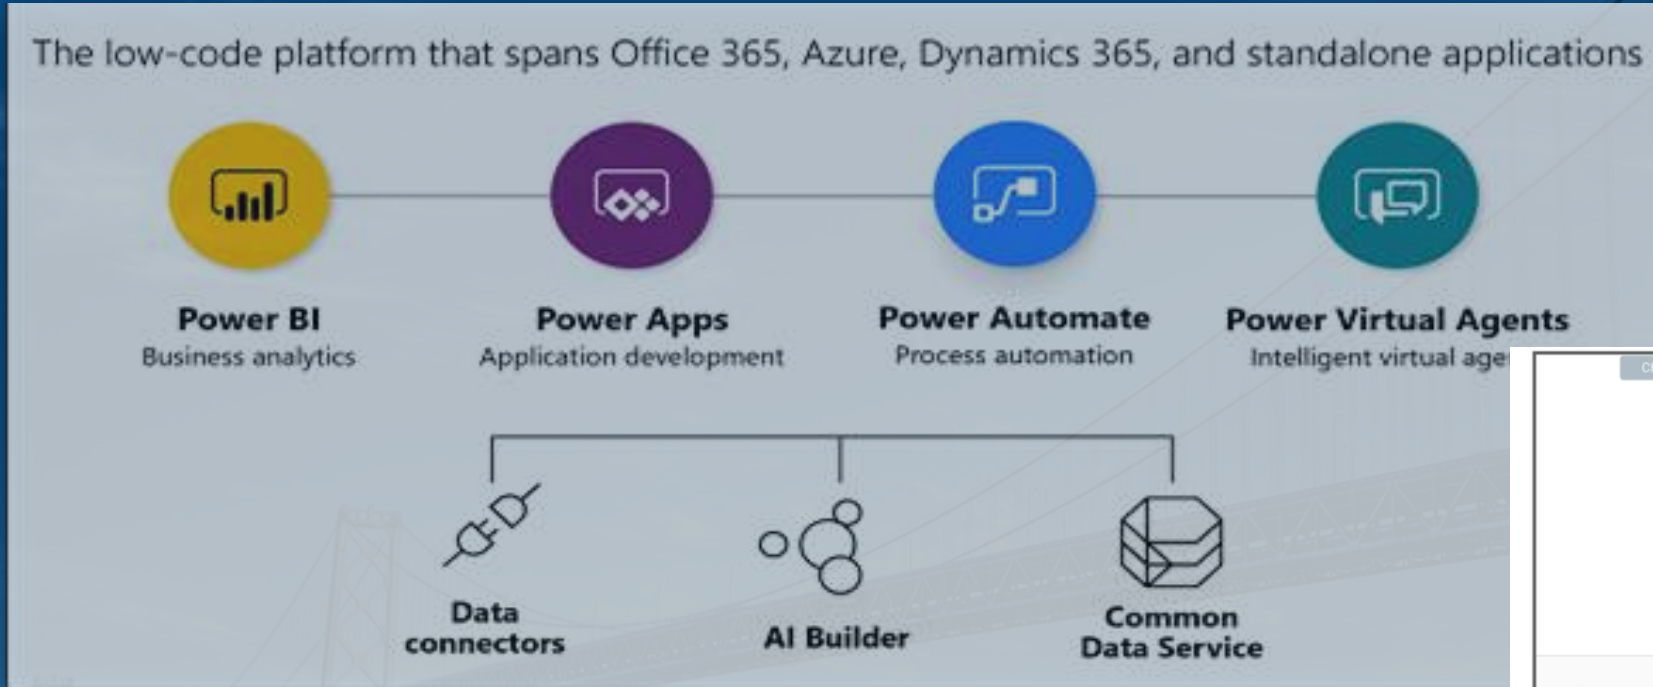 The low-code platform that spans Office 365, Azure, Dynamics 365, and standalone applications
Power BI
Business analytics
Power Apps
Application development
Power Automate
Process automation
Power Virtual Agents
Intelligent virtual
Data
connectors
AI Builder
Common
Data Service